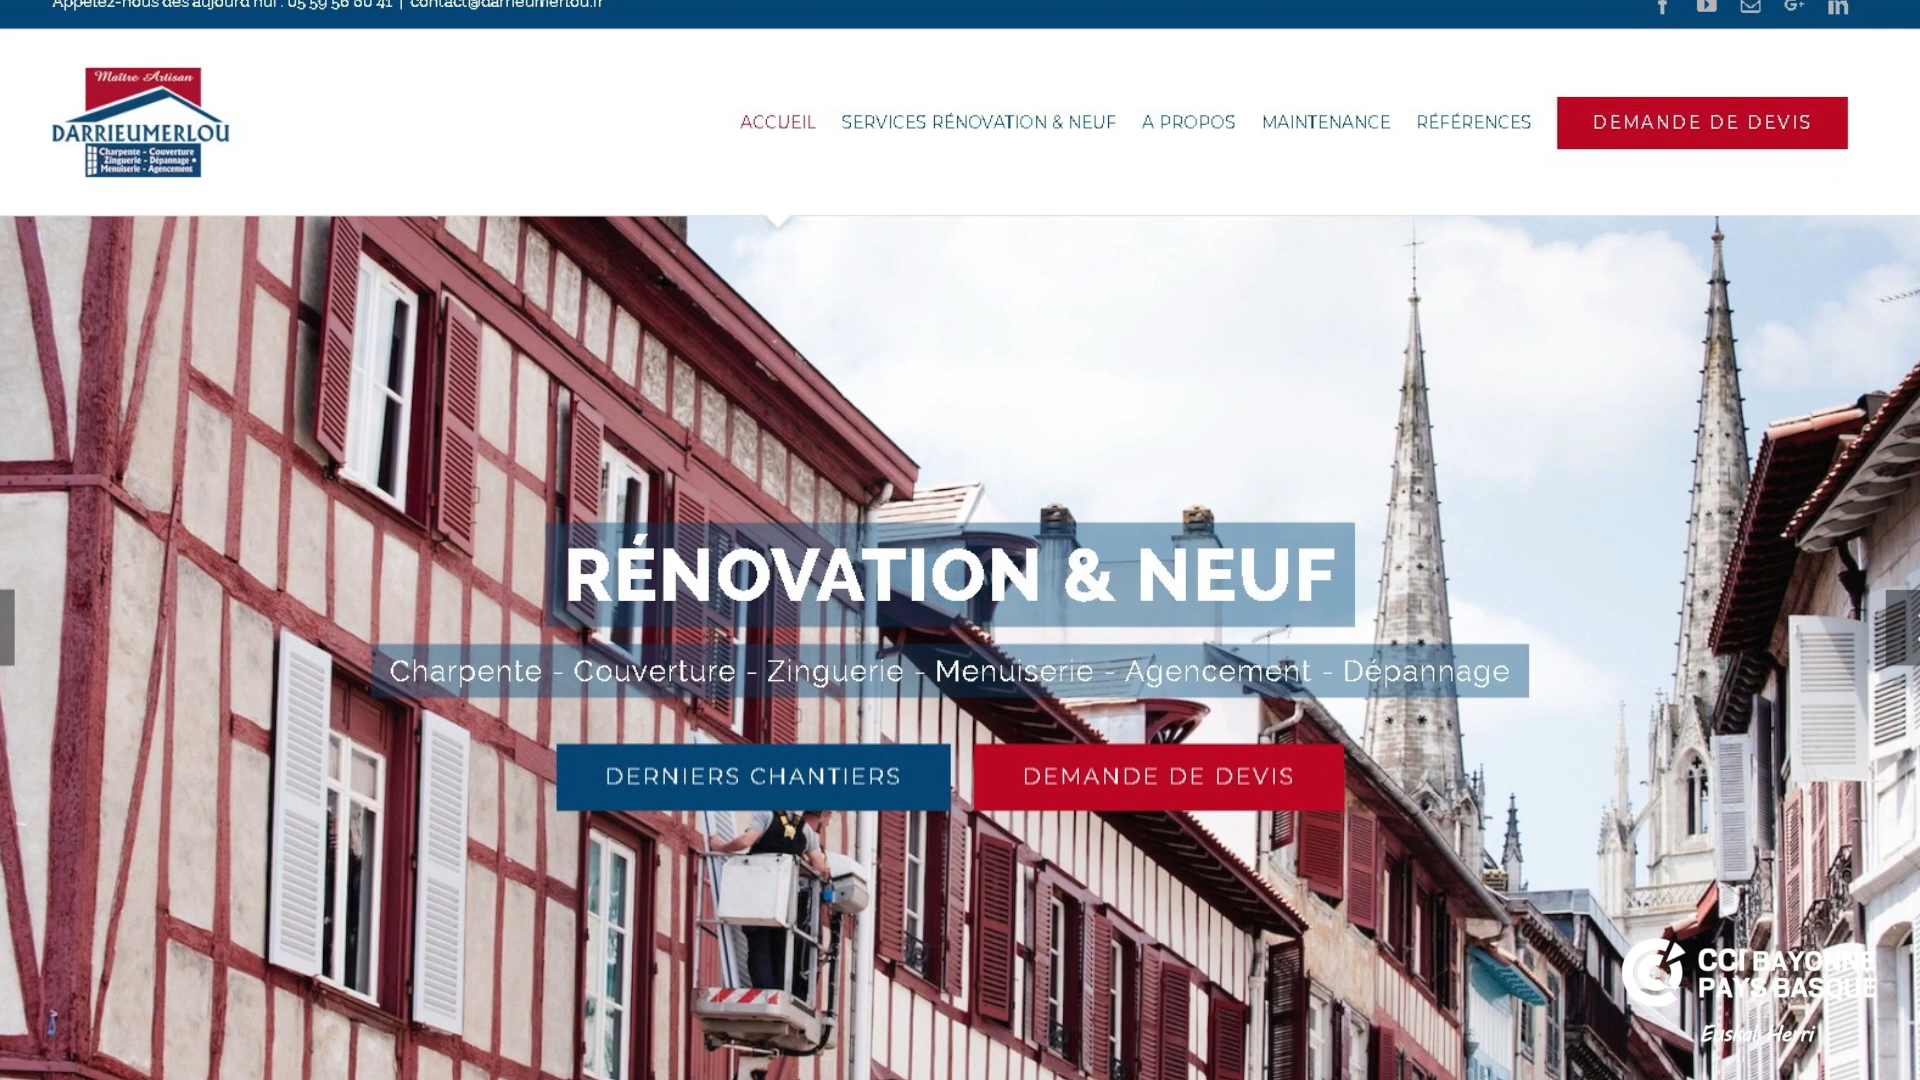 Appelez-nous dès aujourd'hui : 05 59 56 60 41 | contact@darrieumerlou.fr
Maître Artisan
DARRIEUMERLOU
Charpente - Couverture
Zinguerie - Dépannage •
Menuiserie - Agencement
ACCUEIL SERVICES RÉNOVATION & NEUF A PROPOS MAINTENANCE RÉFÉRENCES DEMANDE DE DEVIS
RÉNOVATION & NEUF
Charpente - Couverture - Zinguerie - Menuiserie - Agencement - Dépannage
DERNIERS CHANTIERS DEMANDE DE DEVIS
CCI BAYONNE
PAYS BASQUE
Euskal Herri